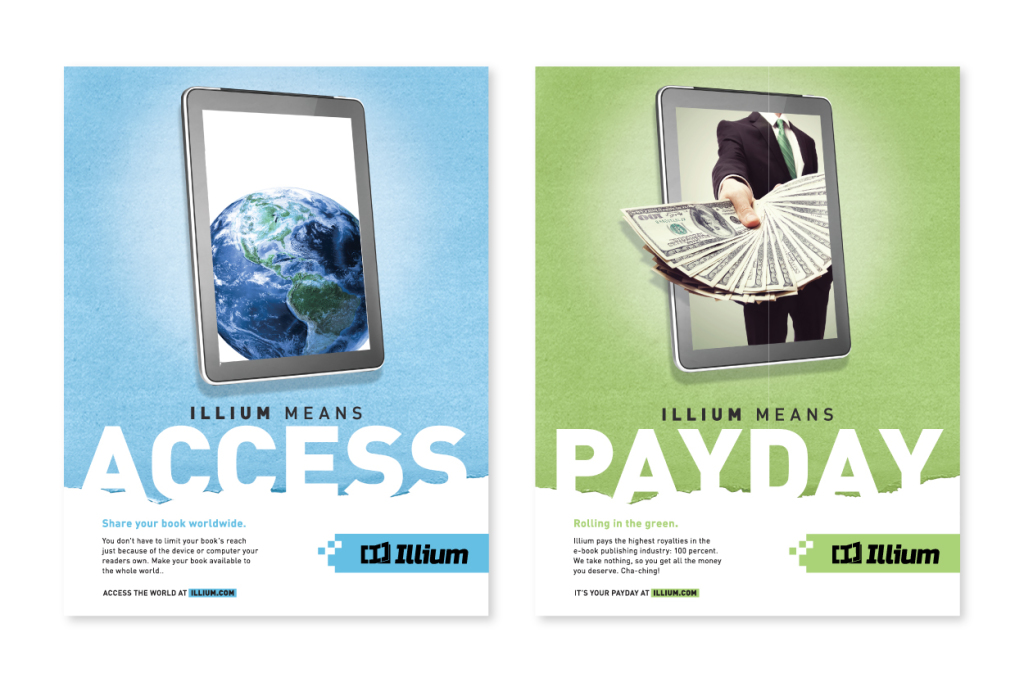 ILLIUM MEANS
ACCESS
Share your book worldwide.
You don't have to limit your book's reach
just because of the device or computer your
readers own. Make your book available to
the whole world..
ACCESS THE WORLD AT ILLIUM.COM
Illium
ILLIUM MEANS
PAYDAY
Rolling in the green.
Illium pays the highest royalties in the
e-book publishing industry: 100 percent.
We take nothing, so you get all the money
you deserve. Cha-ching!
IT'S YOUR PAYDAY AT ILLIUM.COM
Illium
100